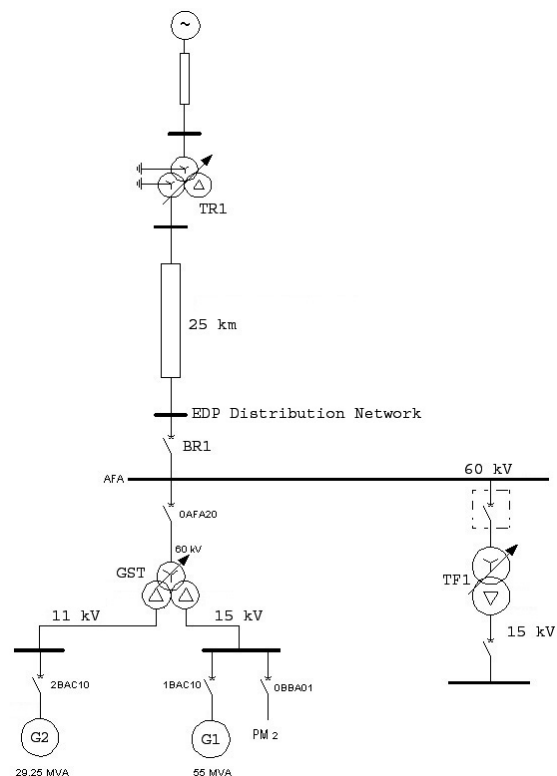 ~
TR1
25 km
EDP Distribution Network
BR1
60 kV
AFA
0AFA20
60 kV
GST
TF1
11 kV
15 kV
15 kV
2BAC10
1BAC10
0BBA01
G2
G1
PM 2
29.25 MVA
55 MVA